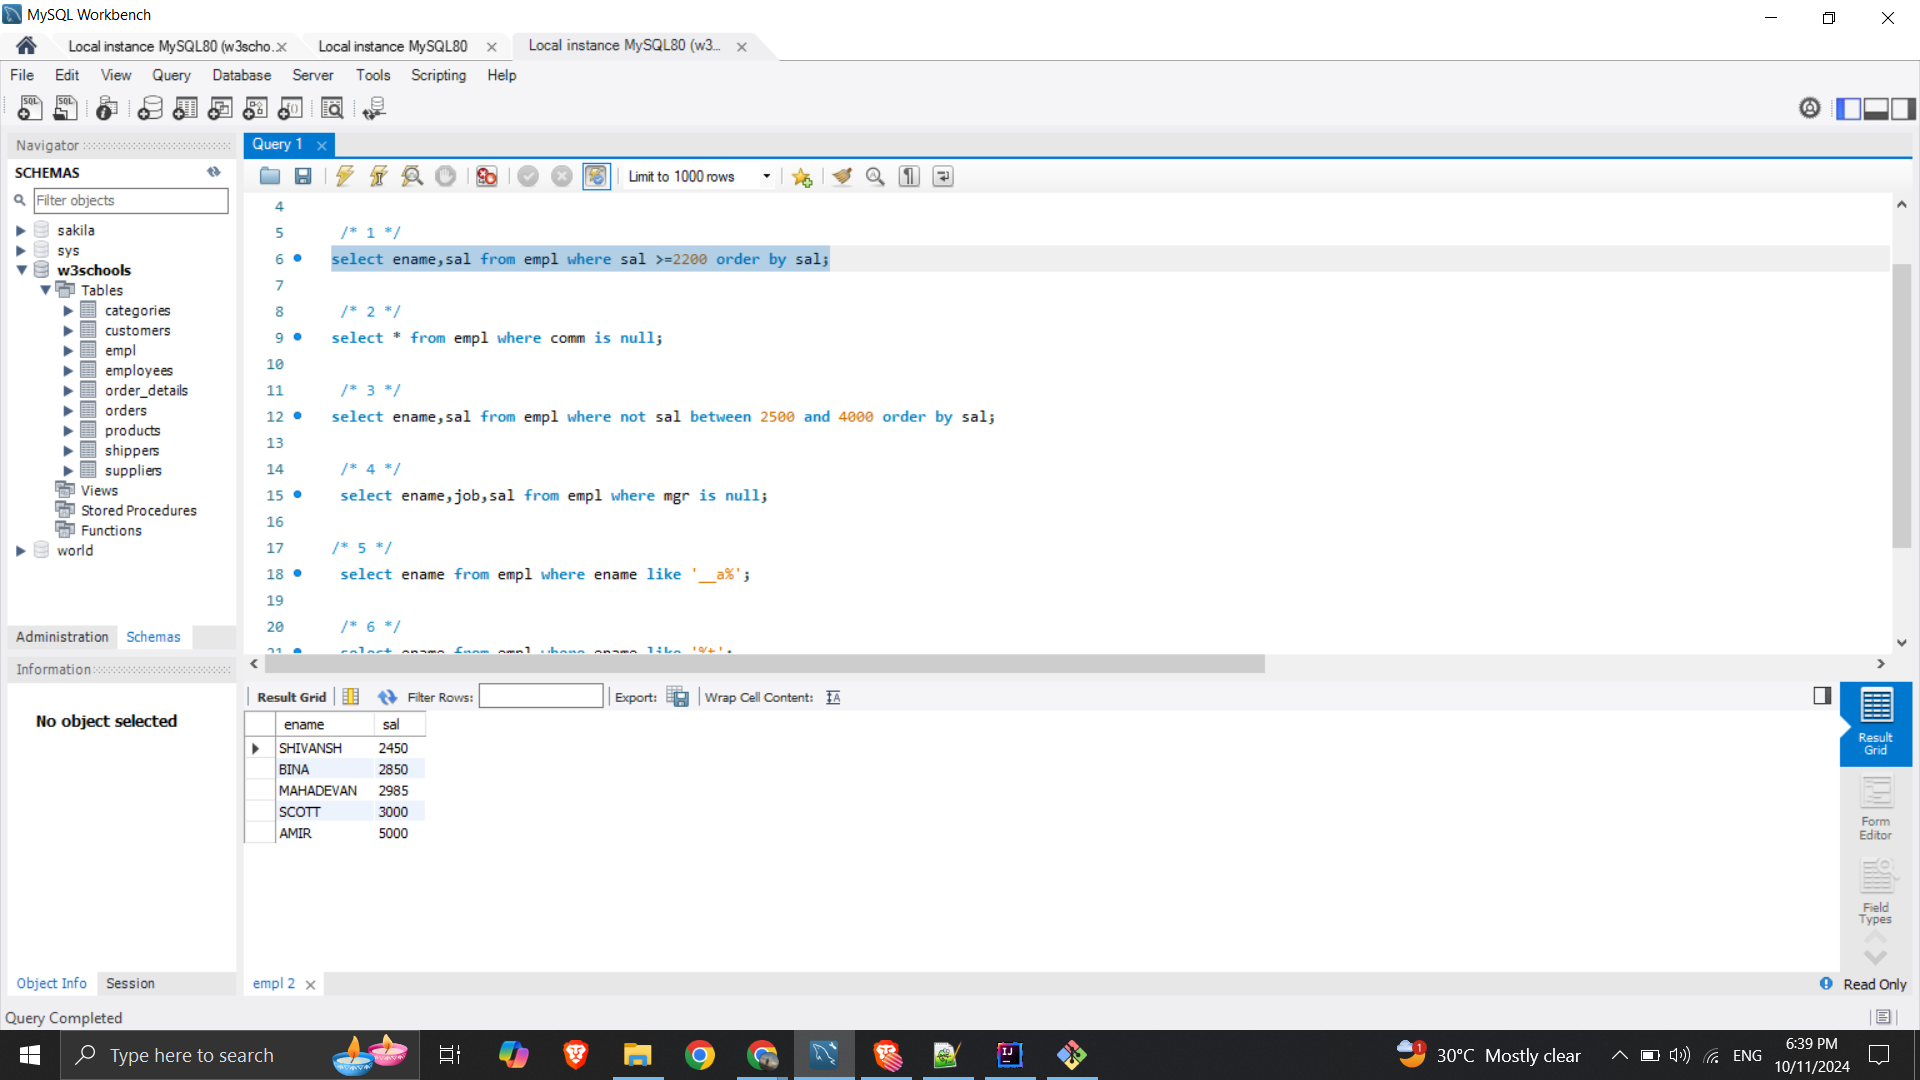 MySQL Workbench
Local instance MySQL80 (w3scho...
Local instance MySQL80
Local instance MySQL80 (w3...
File Edit View Query Database Server Tools Scripting Help
Navigator
SCHEMAS
Filter objects
sakila
sys
w3schools
Tables
categories
customers
empl
employees
order_details
orders
products
shippers
suppliers
Views
Stored Procedures
Functions
world
Administration Schemas
Information
No object selected
Object Info Session
Query 1
Limit to 1000 rows
4
5 /* 1 */
6 select ename,sal from empl where sal >=2200 order by sal;
7
8 /* 2 */
9 select * from empl where comm is null;
10
11 /* 3 */
12 select ename,sal from empl where not sal between 2500 and 4000 order by sal;
13
14 /* 4 */
15 select ename,job,sal from empl where mgr is null;
16
17 /* 5 */
18 select ename from empl where ename like '__a%';
19
20 /* 6 */
21 select ename from empl where ename like '%t';
Result Grid Filter Rows: Export: Wrap Cell Content:
ename sal
SHIVANSH 2450
BINA 2850
MAHADEVAN 2985
SCOTT 3000
AMIR 5000
Result
Grid
Form
Editor
Field
Types
empl 2
Read Only
Query Completed
Type here to search
1
30°C Mostly clear
ENG
6:39 PM
10/11/2024